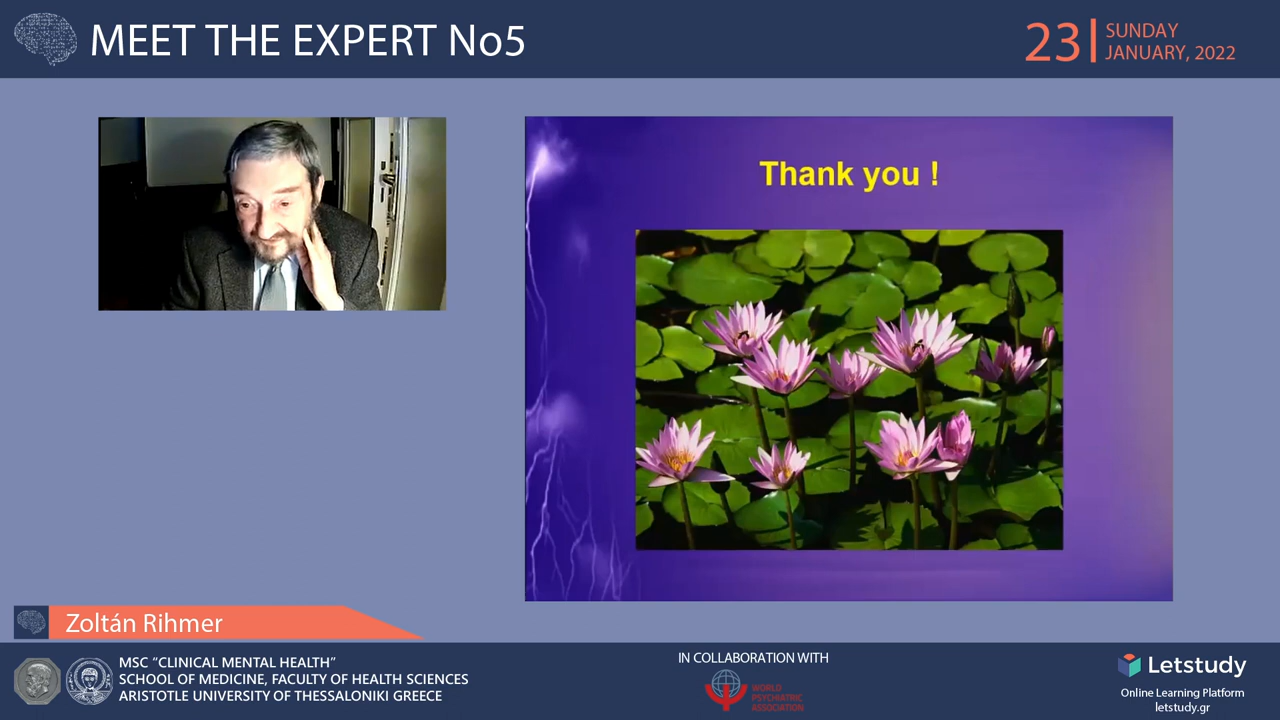 MEET THE EXPERT No5
23
SUNDAY
JANUARY, 2022
Thank you !
Zoltán Rihmer
MSC “CLINICAL MENTAL HEALTH”
SCHOOL OF MEDICINE, FACULTY OF HEALTH SCIENCES
ARISTOTLE UNIVERSITY OF THESSALONIKI GREECE
IN COLLABORATION WITH
WORLD
PSYCHIATRIC
ASSOCIATION
Letstudy
Online Learning Platform
letstudy.gr